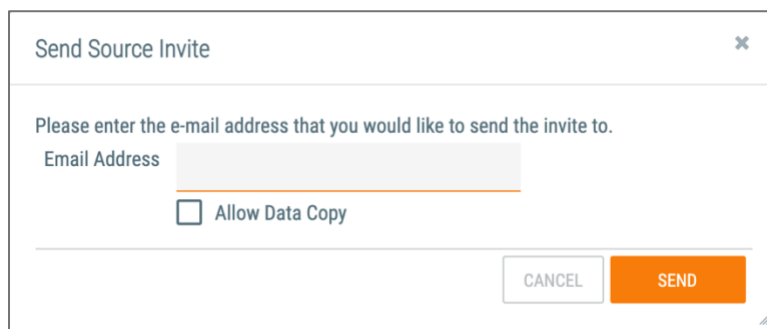 Send Source Invite
Please enter the e-mail address that you would like to send the invite to.
Email Address
Allow Data Copy
CANCEL SEND